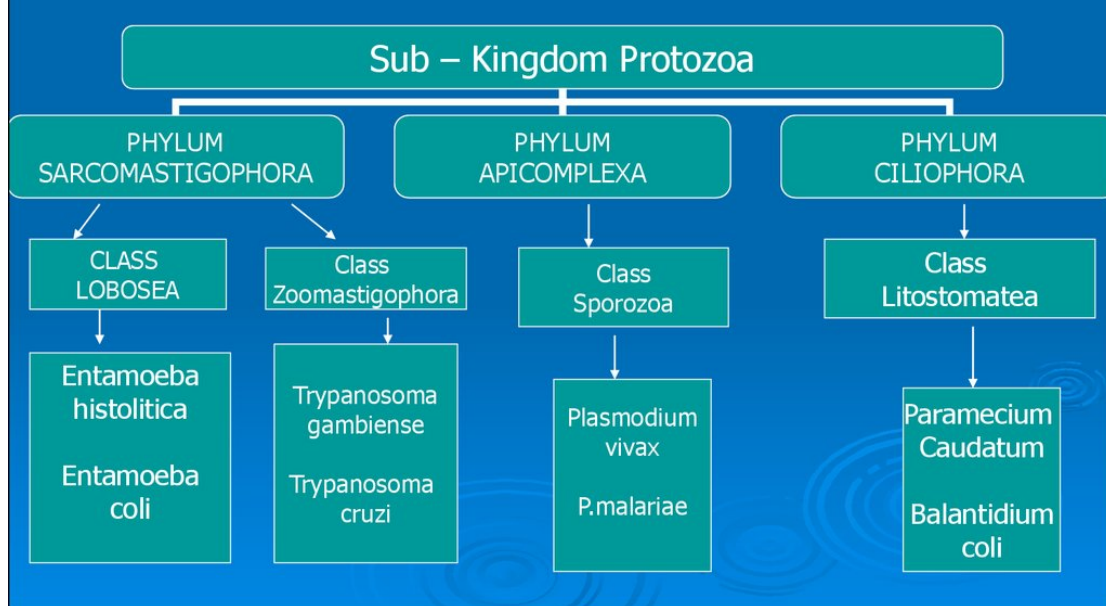 Sub – Kingdom Protozoa
PHYLUM
SARCOMASTIGOPHORA
PHYLUM
APICOMPLEXA
PHYLUM
CILIOPHORA
CLASS
LOBOSEA
Class
Zoomastigophora
Class
Sporozoa
Class
Litostomatea
Entamoeba
histolitica
Entamoeba
coli
Trypanosoma
gambiense
Trypanosoma
cruzi
Plasmodium
vivax
P.malariae
Paramecium
Caudatum
Balantidium
coli